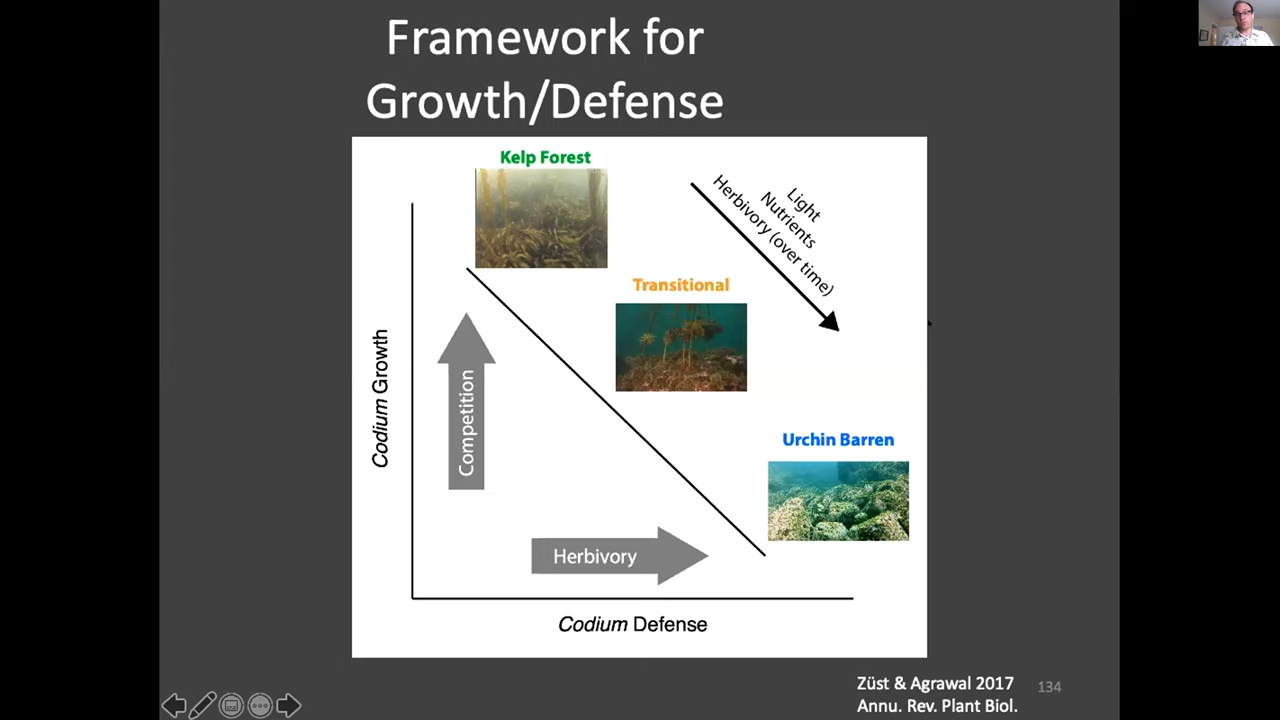 Framework for
Growth/Defense
Kelp Forest
Light
Nutrients
Herbivory (over time)
Transitional
Codium Growth
Competition
Urchin Barren
Herbivory
Codium Defense
Züst & Agrawal 2017
Annu. Rev. Plant Biol.
134